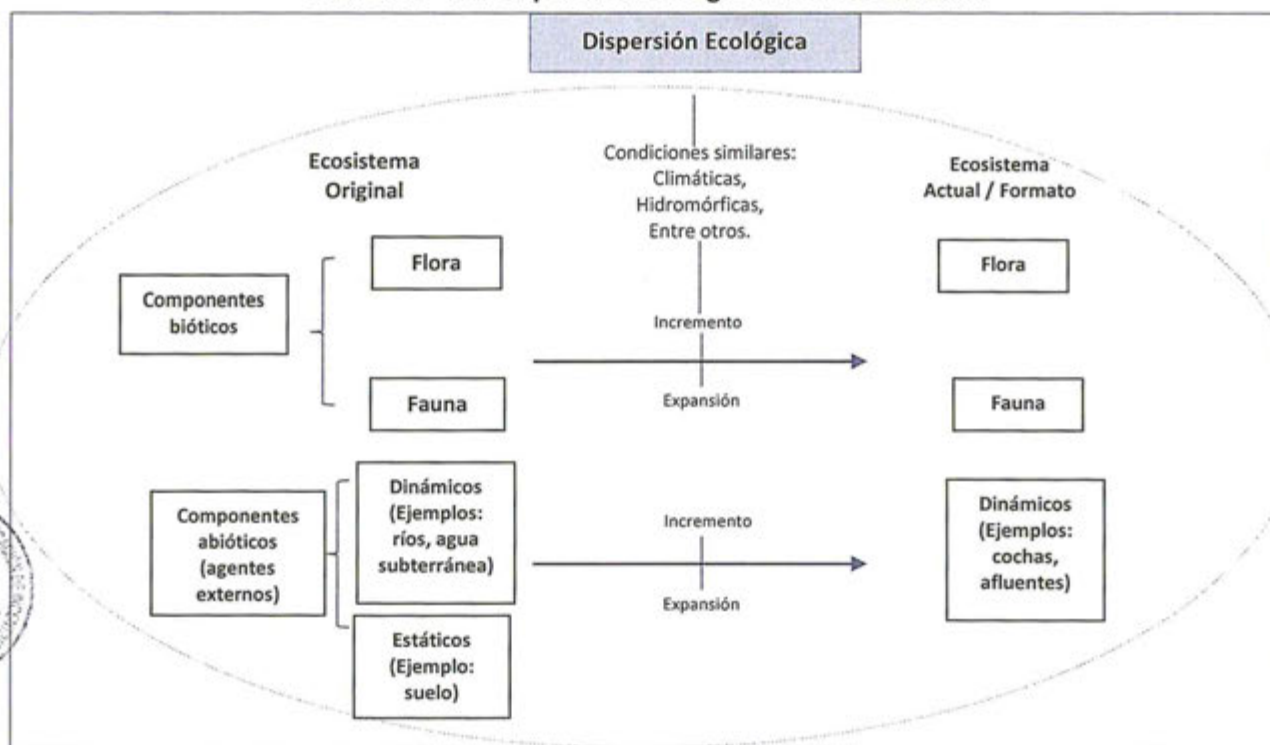 Dispersión Ecológica
Ecosistema
Original
Condiciones similares:
Climáticas,
Hidromórficas,
Entre otros.
Ecosistema
Actual / Formato
Componentes
bióticos
Flora
Fauna
Incremento
Expansión
Flora
Fauna
Componentes
abióticos
(agentes
externos)
Dinámicos
(Ejemplos:
ríos, agua
subterránea)
Estáticos
(Ejemplo:
suelo)
Incremento
Expansión
Dinámicos
(Ejemplos:
cochas,
afluentes)